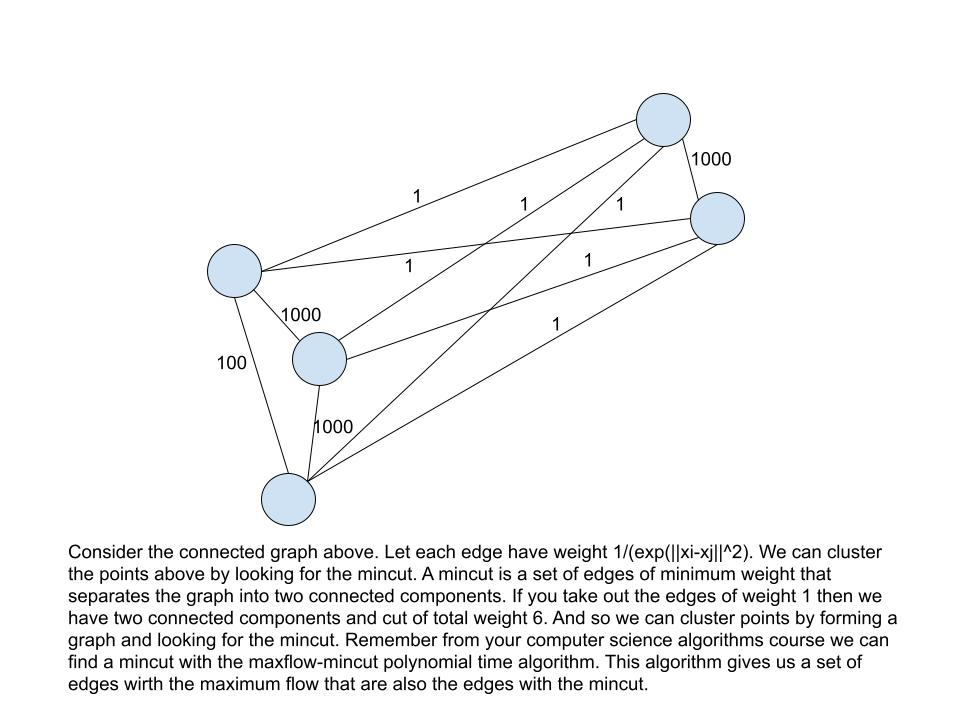 1000
1
1
1
1
1
1000
1
100
1000
Consider the connected graph above. Let each edge have weight 1/(exp(||xi-xj||^2). We can cluster
the points above by looking for the mincut. A mincut is a set of edges of minimum weight that
separates the graph into two connected components. If you take out the edges of weight 1 then we
have two connected components and cut of total weight 6. And so we can cluster points by forming a
graph and looking for the mincut. Remember from your computer science algorithms course we can
find a mincut with the maxflow-mincut polynomial time algorithm. This algorithm gives us a set of
edges wirth the maximum flow that are also the edges with the mincut.